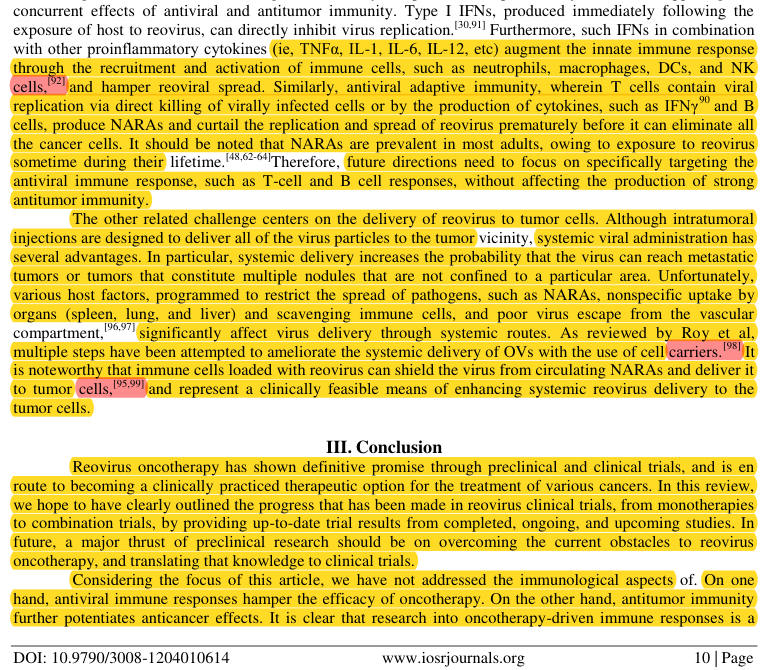 concurrent effects of antiviral and antitumor immunity. Type I IFNs, produced immediately following the
exposure of host to reovirus, can directly inhibit virus replication.[30,91] Furthermore, such IFNs in combination
with other proinflammatory cytokines (ie, TNFα, IL-1, IL-6, IL-12, etc) augment the innate immune response
through the recruitment and activation of immune cells, such as neutrophils, macrophages, DCs, and NK
cells,[92] and hamper reoviral spread. Similarly, antiviral adaptive immunity, wherein T cells contain viral
replication via direct killing of virally infected cells or by the production of cytokines, such as IFNγ90 and B
cells, produce NARAs and curtail the replication and spread of reovirus prematurely before it can eliminate all
the cancer cells. It should be noted that NARAs are prevalent in most adults, owing to exposure to reovirus
sometime during their lifetime.[48,62-64]Therefore, future directions need to focus on specifically targeting the
antiviral immune response, such as T-cell and B cell responses, without affecting the production of strong
antitumor immunity.
The other related challenge centers on the delivery of reovirus to tumor cells. Although intratumoral
injections are designed to deliver all of the virus particles to the tumor vicinity, systemic viral administration has
several advantages. In particular, systemic delivery increases the probability that the virus can reach metastatic
tumors or tumors that constitute multiple nodules that are not confined to a particular area. Unfortunately,
various host factors, programmed to restrict the spread of pathogens, such as NARAs, nonspecific uptake by
organs (spleen, lung, and liver) and scavenging immune cells, and poor virus escape from the vascular
compartment,[96,97] significantly affect virus delivery through systemic routes. As reviewed by Roy et al,
multiple steps have been attempted to ameliorate the systemic delivery of OVs with the use of cell carriers.[98] It
is noteworthy that immune cells loaded with reovirus can shield the virus from circulating NARAs and deliver it
to tumor cells,[95,99] and represent a clinically feasible means of enhancing systemic reovirus delivery to the
tumor cells.
III. Conclusion
Reovirus oncotherapy has shown definitive promise through preclinical and clinical trials, and is en
route to becoming a clinically practiced therapeutic option for the treatment of various cancers. In this review,
we hope to have clearly outlined the progress that has been made in reovirus clinical trials, from monotherapies
to combination trials, by providing up-to-date trial results from completed, ongoing, and upcoming studies. In
future, a major thrust of preclinical research should be on overcoming the current obstacles to reovirus
oncotherapy, and translating that knowledge to clinical trials.
Considering the focus of this article, we have not addressed the immunological aspects of. On one
hand, antiviral immune responses hamper the efficacy of oncotherapy. On the other hand, antitumor immunity
further potentiates anticancer effects. It is clear that research into oncotherapy-driven immune responses is a
DOI: 10.9790/3008-1204010614 www.iosrjournals.org 10 | Page